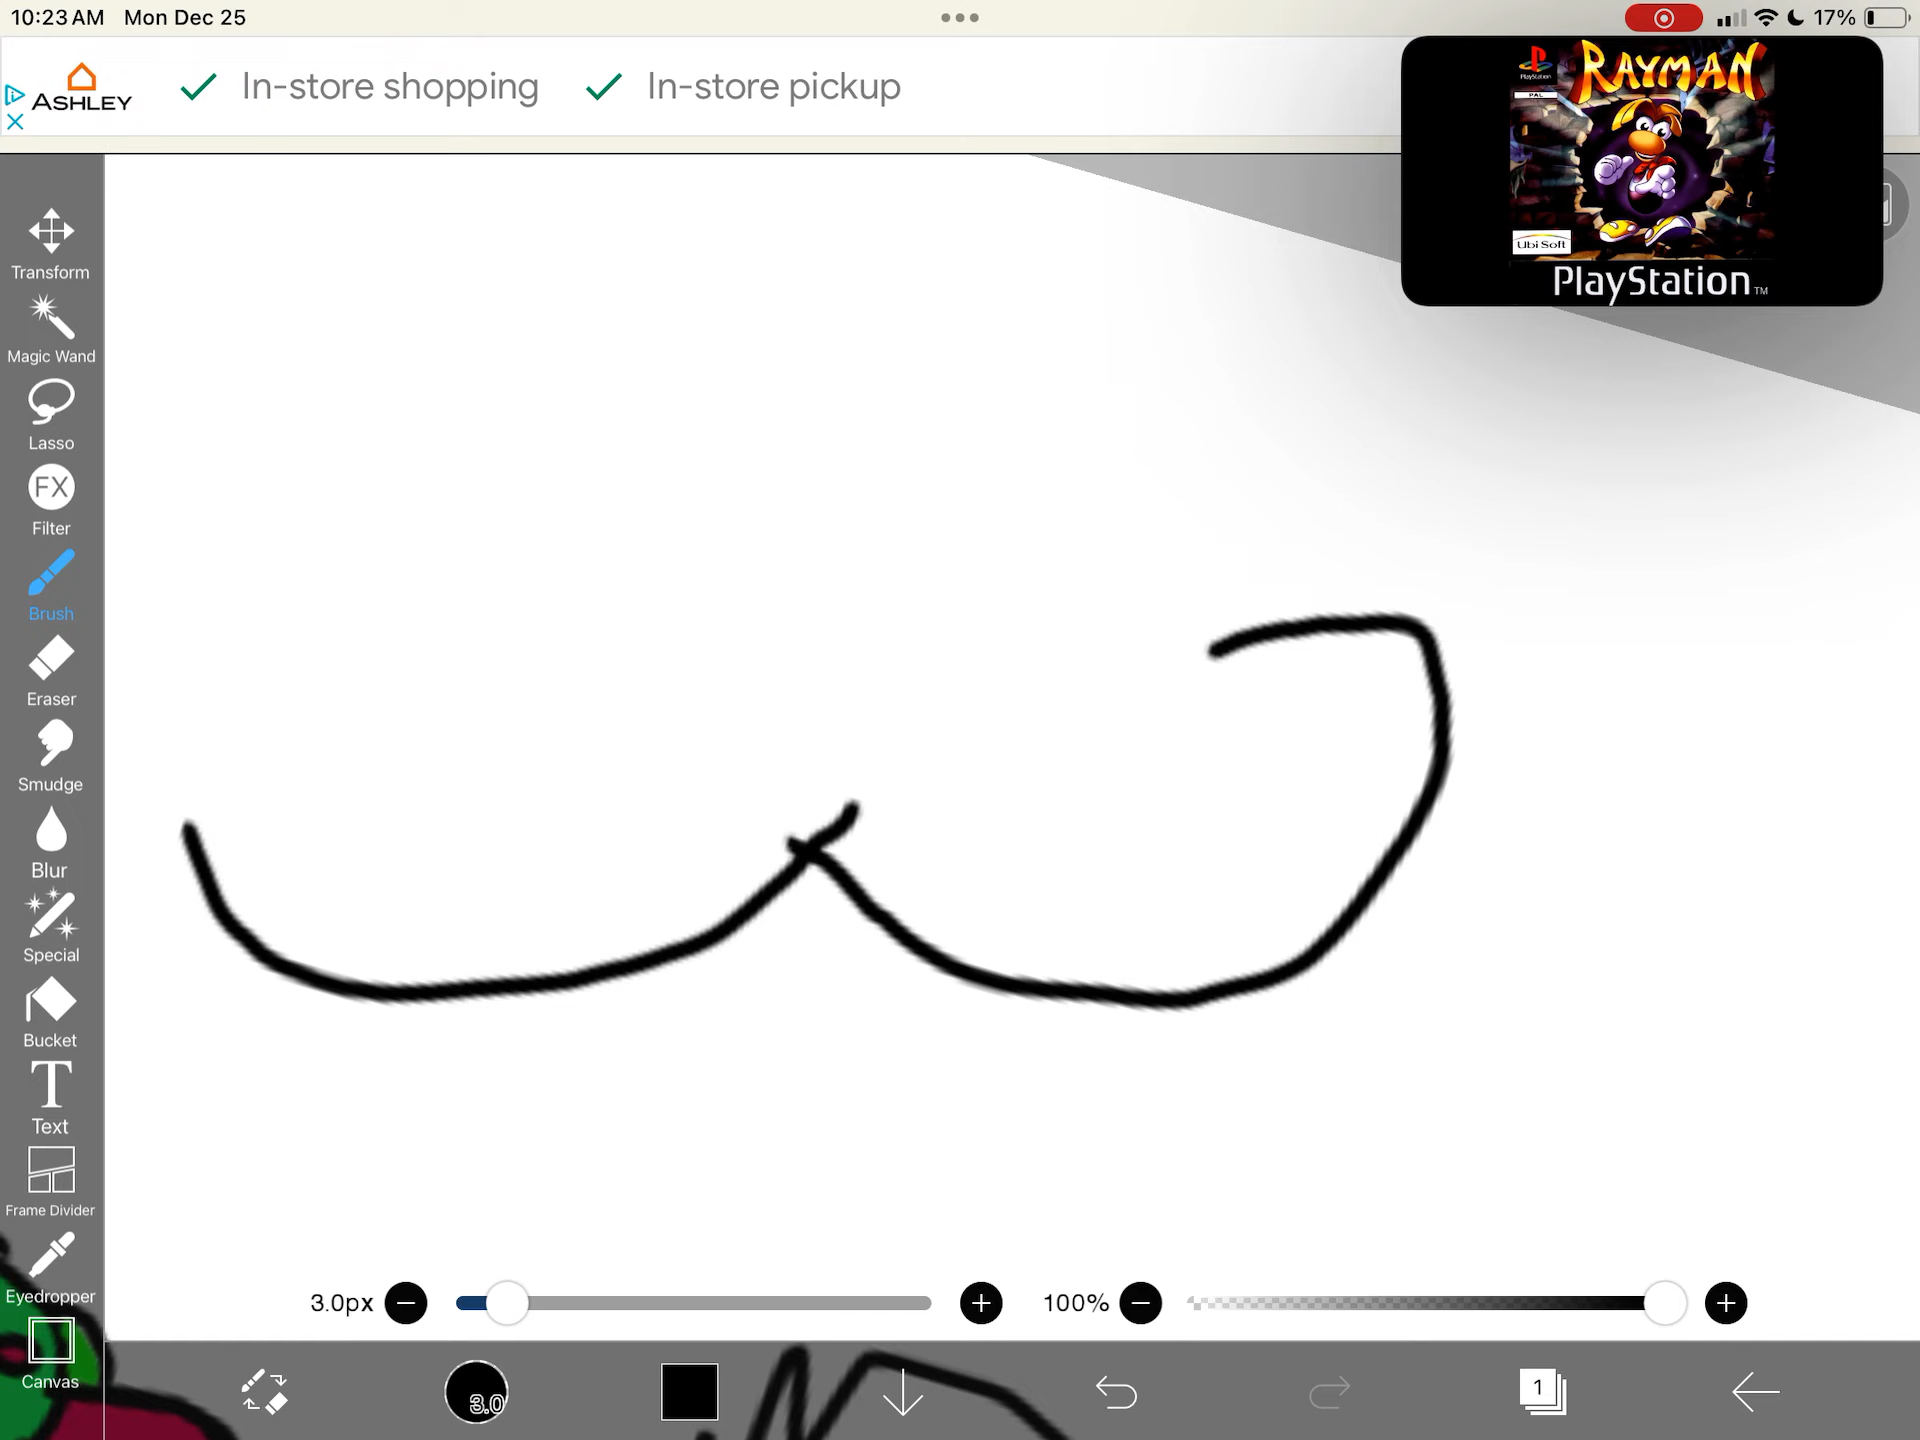 10:23 AM Mon Dec 25
17%
ASHLEY
In-store shopping
In-store pickup
PlayStation
PAL
RAYMAN
Ubi Soft
PlayStation™
Transform
Magic Wand
Lasso
FX
Filter
Brush
Eraser
Smudge
Blur
Special
Bucket
T
Text
Frame Divider
Eyedropper
Canvas
3.0px
100%
3.0
1